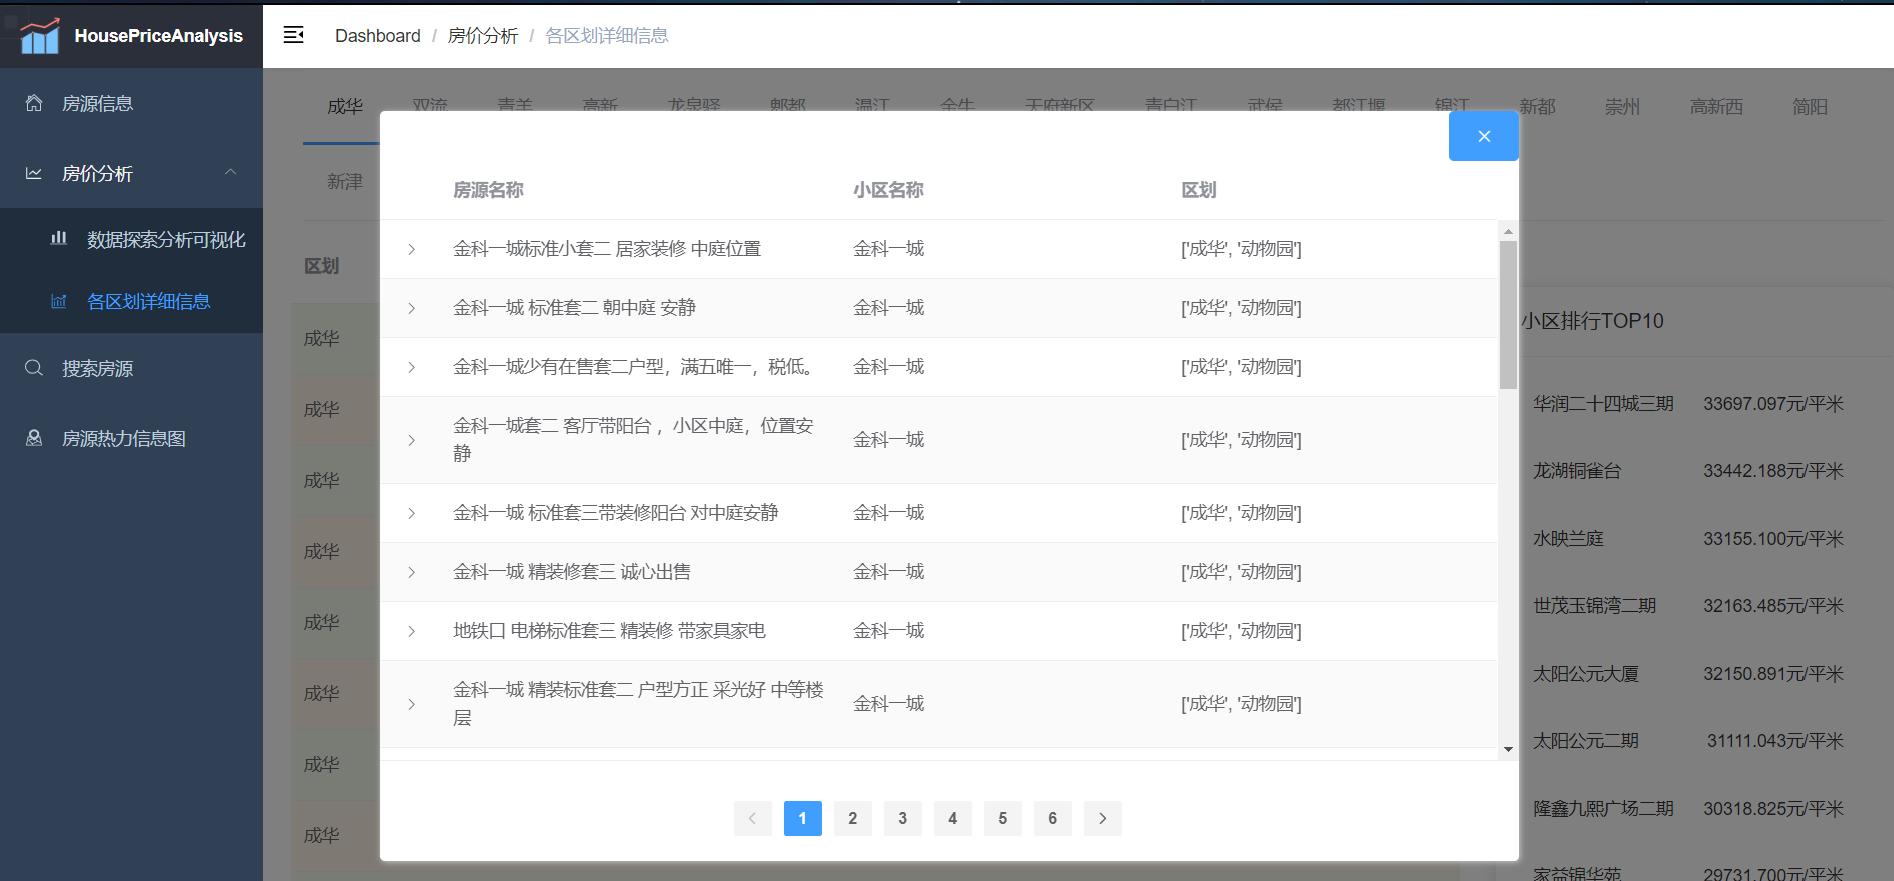 HousePriceAnalysis
Dashboard / 房价分析 / 各区划详细信息
房源信息
房价分析
数据探索分析可视化
各区划详细信息
搜索房源
房源热力信息图
成华 双流 青羊 高新 龙泉驿 郫都 温江 金牛 天府新区 青白江 武侯 都江堰 锦江 新都 崇州 高新西 简阳
新津
区划
成华
成华
成华
成华
成华
成华
成华
成华
房源名称 小区名称 区划
金科一城标准小套二 居家装修 中庭位置 金科一城 ['成华', '动物园']
金科一城 标准套二 朝中庭 安静 金科一城 ['成华', '动物园']
金科一城少有在售套二户型，满五唯一，税低。 金科一城 ['成华', '动物园']
金科一城套二 客厅带阳台 ，小区中庭，位置安
静 金科一城 ['成华', '动物园']
金科一城 标准套三带装修阳台 对中庭安静 金科一城 ['成华', '动物园']
金科一城 精装修套三 诚心出售 金科一城 ['成华', '动物园']
地铁口 电梯标准套三 精装修 带家具家电 金科一城 ['成华', '动物园']
金科一城 精装标准套二 户型方正 采光好 中等楼
层 金科一城 ['成华', '动物园']
1 2 3 4 5 6
小区排行TOP10
华润二十四城三期 33697.097元/平米
龙湖铜雀台 33442.188元/平米
水映兰庭 33155.100元/平米
世茂玉锦湾二期 32163.485元/平米
太阳公元大厦 32150.891元/平米
太阳公元二期 31111.043元/平米
隆鑫九熙广场二期 30318.825元/平米
家益锦华苑 29731.700元/平米